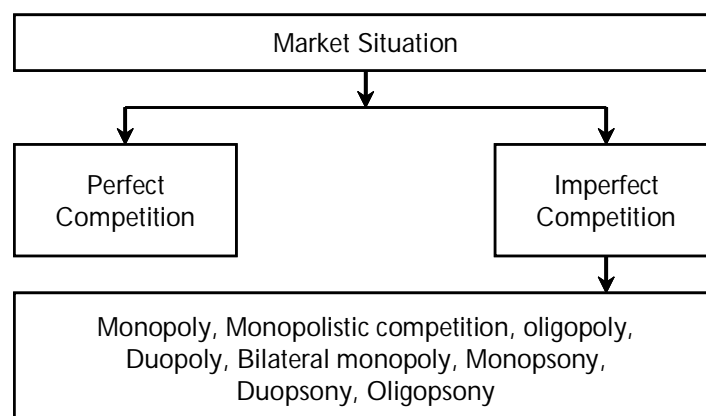 Market Situation
Perfect
Competition
Imperfect
Competition
Monopoly, Monopolistic competition, oligopoly,
Duopoly, Bilateral monopoly, Monopsony,
Duopsony, Oligopsony